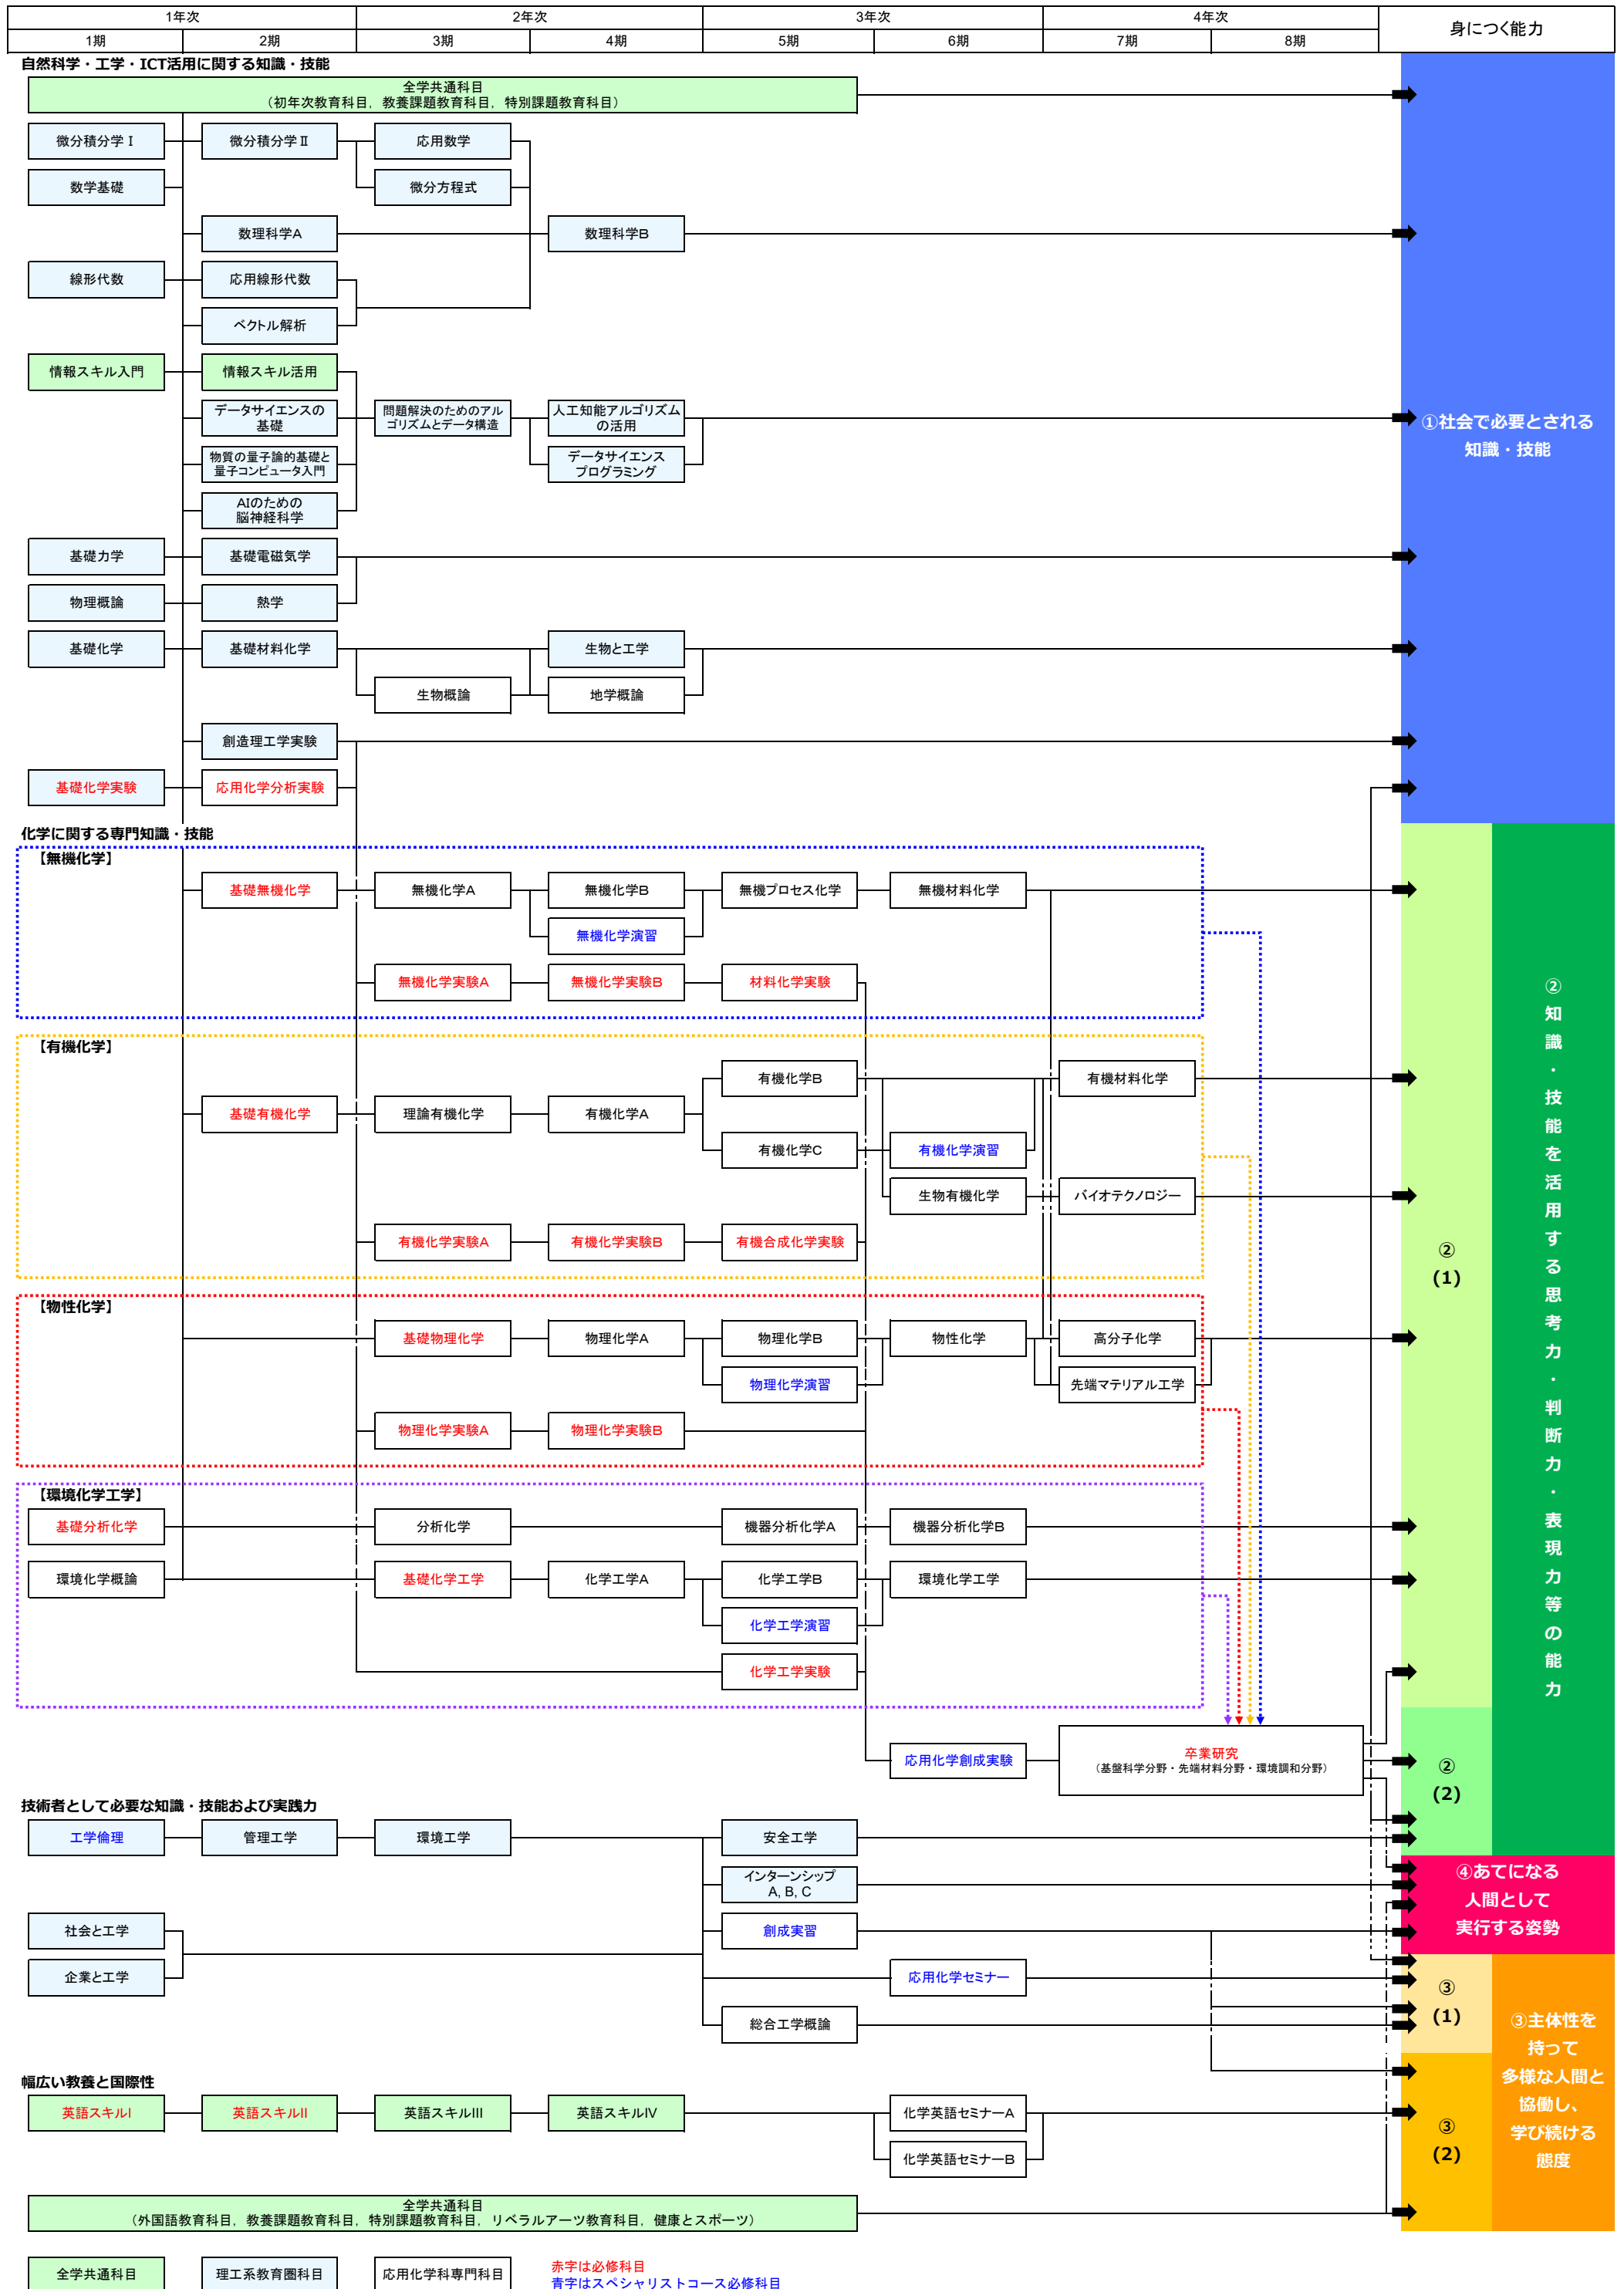 1年次 2年次 3年次 4年次 身につく能力
1期 2期 3期 4期 5期 6期 7期 8期
自然科学・工学・ICT活用に関する知識・技能
全学共通科目
（初年次教育科目，教養課題教育科目，特別課題教育科目）
微分積分学Ⅰ 微分積分学Ⅱ 応用数学
数学基礎 微分方程式
数理科学A 数理科学B
線形代数 応用線形代数
ベクトル解析
情報スキル入門 情報スキル活用
データサイエンスの
基礎
問題解決のためのアル
ゴリズムとデータ構造
人工知能アルゴリズム
の活用
①社会で必要とされる
知識・技能
物質の量子論的基礎と
量子コンピュータ入門
データサイエンス
プログラミング
AIのための
脳神経科学
基礎力学 基礎電磁気学
物理概論 熱学
基礎化学 基礎材料化学 生物と工学
生物概論 地学概論
創造理工学実験
基礎化学実験 応用化学分析実験
化学に関する専門知識・技能
【無機化学】
基礎無機化学 無機化学A 無機化学B 無機プロセス化学 無機材料化学
無機化学演習
無機化学実験A 無機化学実験B 材料化学実験
【有機化学】
有機化学B 有機材料化学
基礎有機化学 理論有機化学 有機化学A
有機化学C 有機化学演習
生物有機化学 バイオテクノロジー
有機化学実験A 有機化学実験B 有機合成化学実験
②
(1)
②
知
識
・
技
能
を
活
用
す
る
思
考
力
・
判
断
力
・
表
現
力
等
の
能
力
【物性化学】
基礎物理化学 物理化学A 物理化学B 物性化学 高分子化学
物理化学演習 先端マテリアル工学
物理化学実験A 物理化学実験B
【環境化学工学】
基礎分析化学 分析化学 機器分析化学A 機器分析化学B
環境化学概論 基礎化学工学 化学工学A 化学工学B 環境化学工学
化学工学演習
化学工学実験
応用化学創成実験
卒業研究
（基盤科学分野・先端材料分野・環境調和分野）
②
(2)
技術者として必要な知識・技能および実践力
工学倫理 管理工学 環境工学 安全工学
インターンシップ
A, B, C
④あてになる
人間として
実行する姿勢
社会と工学 創成実習
企業と工学 応用化学セミナー
③
(1)
総合工学概論
③主体性を
持って
多様な人間と
協働し、
学び続ける
態度
幅広い教養と国際性
英語スキルI 英語スキルII 英語スキルIII 英語スキルIV 化学英語セミナーA
化学英語セミナーB
③
(2)
全学共通科目
（外国語教育科目，教養課題教育科目，特別課題教育科目，リベラルアーツ教育科目，健康とスポーツ）
全学共通科目 理工系教育圏科目 応用化学科専門科目
赤字は必修科目
青字はスペシャリストコース必修科目